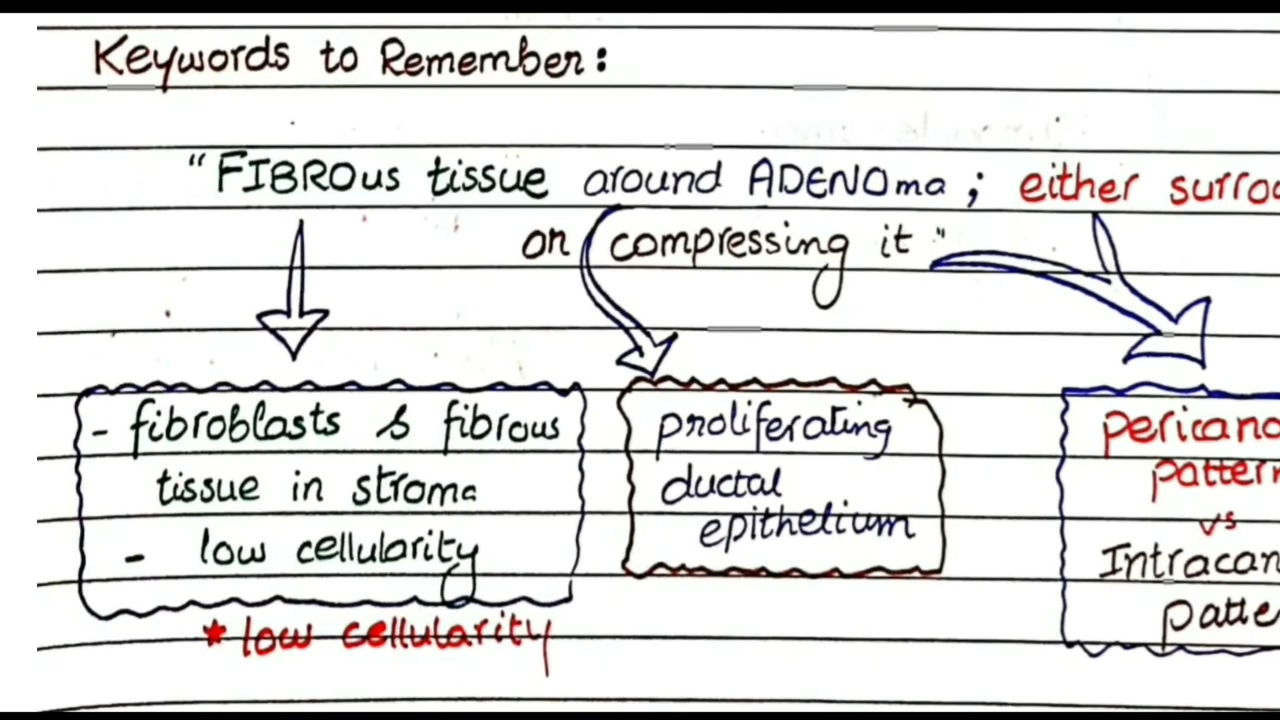 Keywords to Remember:
"FIBROus tissue around ADENOma; either surrou
or compressing it"
- fibroblasts & fibrous
tissue in stroma
- low cellularity
* low cellularity
proliferating
ductal
epithelium
pericana
pattern
vs
Intracan
patte